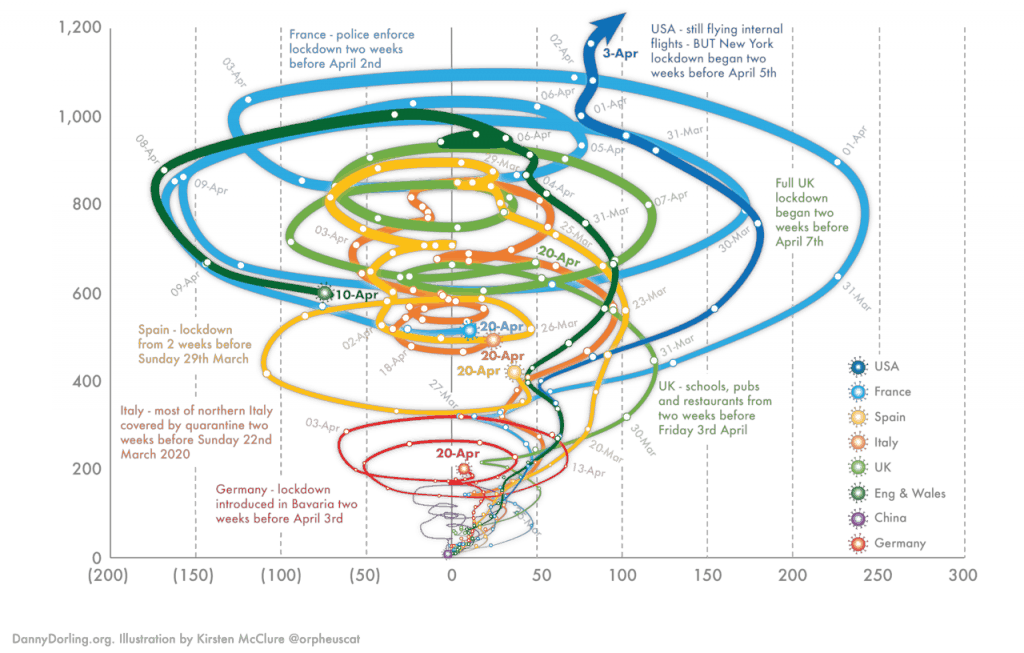 1,200
1,000
800
600
400
200
0
(200)
(150)
(100)
(50)
0
50
100
150
200
250
300
France - police enforce
lockdown two weeks
before April 2nd
USA - still flying internal
flights - BUT New York
lockdown began two
weeks before April 5th
3-Apr
02-Apr
03-Apr
06-Apr
01-Apr
31-Mar
01-Apr
08-Apr
09-Apr
06-Apr
05-Apr
29-Mar
04-Apr
07-Apr
31-Mar
25-Mar
03-Apr
30-Mar
Full UK
lockdown
began two
weeks before
April 7th
20-Apr
09-Apr
10-Apr
23-Mar
31-Mar
Spain - lockdown
from 2 weeks before
Sunday 29th March
02-Apr
18-Apr
20-Apr
26-Mar
20-Apr
20-Apr
27-Mar
UK - schools, pubs
and restaurants from
two weeks before
Friday 3rd April
Italy - most of northern Italy
covered by quarantine two
weeks before Sunday 22nd
March 2020
03-Apr
20-Apr
20-Mar
30-Mar
13-Apr
Germany - lockdown
introduced in Bavaria two
weeks before April 3rd
USA
France
Spain
Italy
UK
Eng & Wales
China
Germany
DannyDorling.org. Illustration by Kirsten McClure @orpheuscat